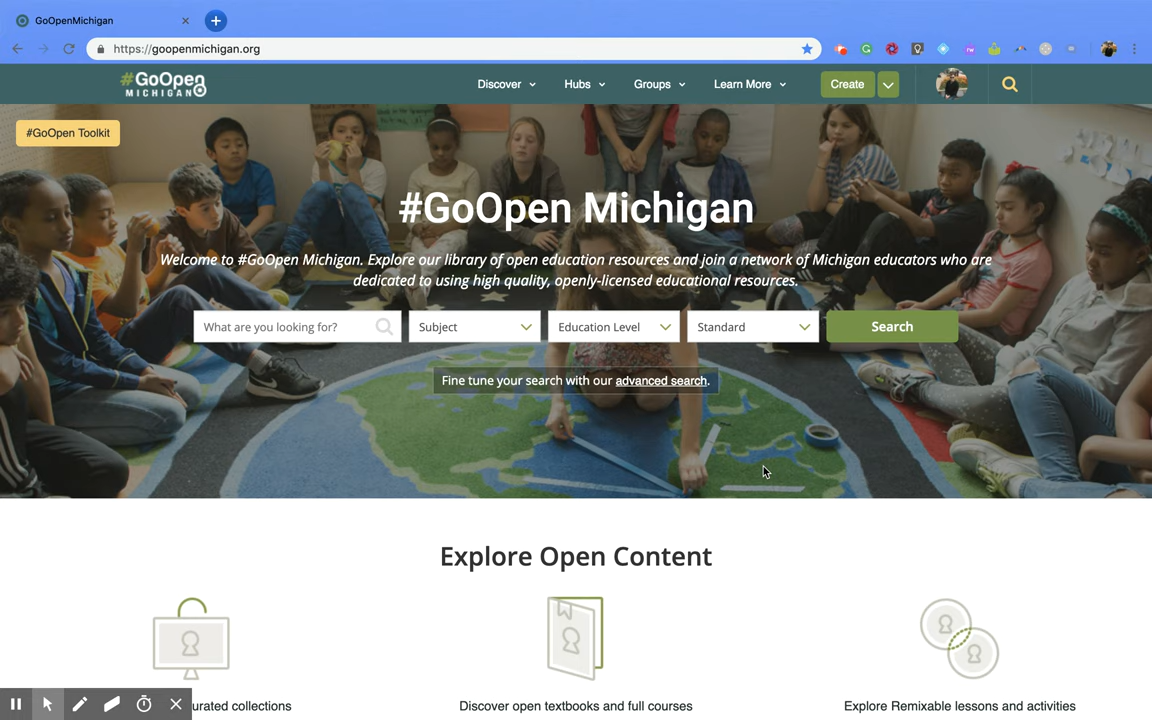 GoOpenMichigan
https://goopenmichigan.org
#GoOpen
MICHIGAN
Discover
Hubs
Groups
Learn More
Create
#GoOpen Toolkit
#GoOpen Michigan
Welcome to #GoOpen Michigan. Explore our library of open education resources and join a network of Michigan educators who are
dedicated to using high quality, openly-licensed educational resources.
What are you looking for?
Subject
Education Level
Standard
Search
Fine tune your search with our advanced search.
Explore Open Content
urated collections
Discover open textbooks and full courses
Explore Remixable lessons and activities